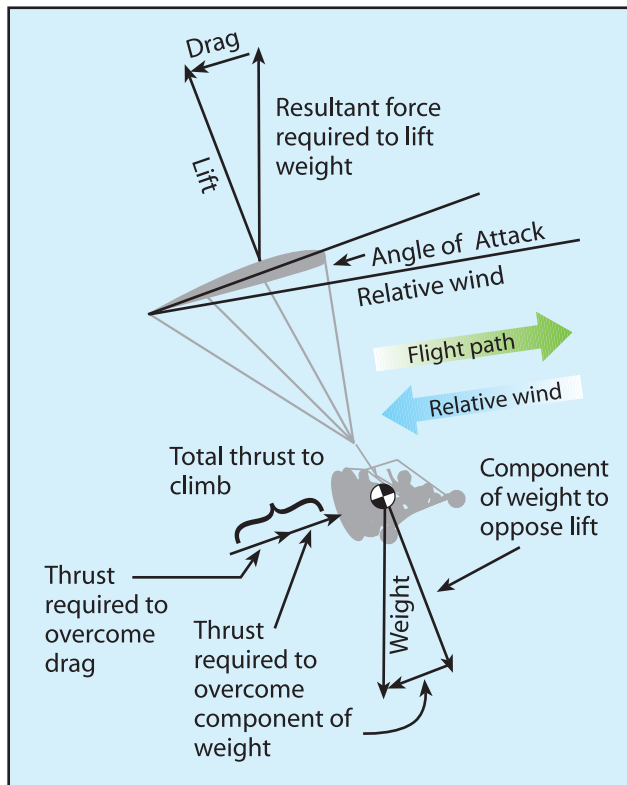 Drag
Lift
Resultant force
required to lift
weight
Angle of Attack
Relative wind
Flight path
Relative wind
Total thrust to
climb
Component
of weight to
oppose lift
Thrust
required to
overcome
drag
Thrust
required to
overcome
component of
weight
Weight